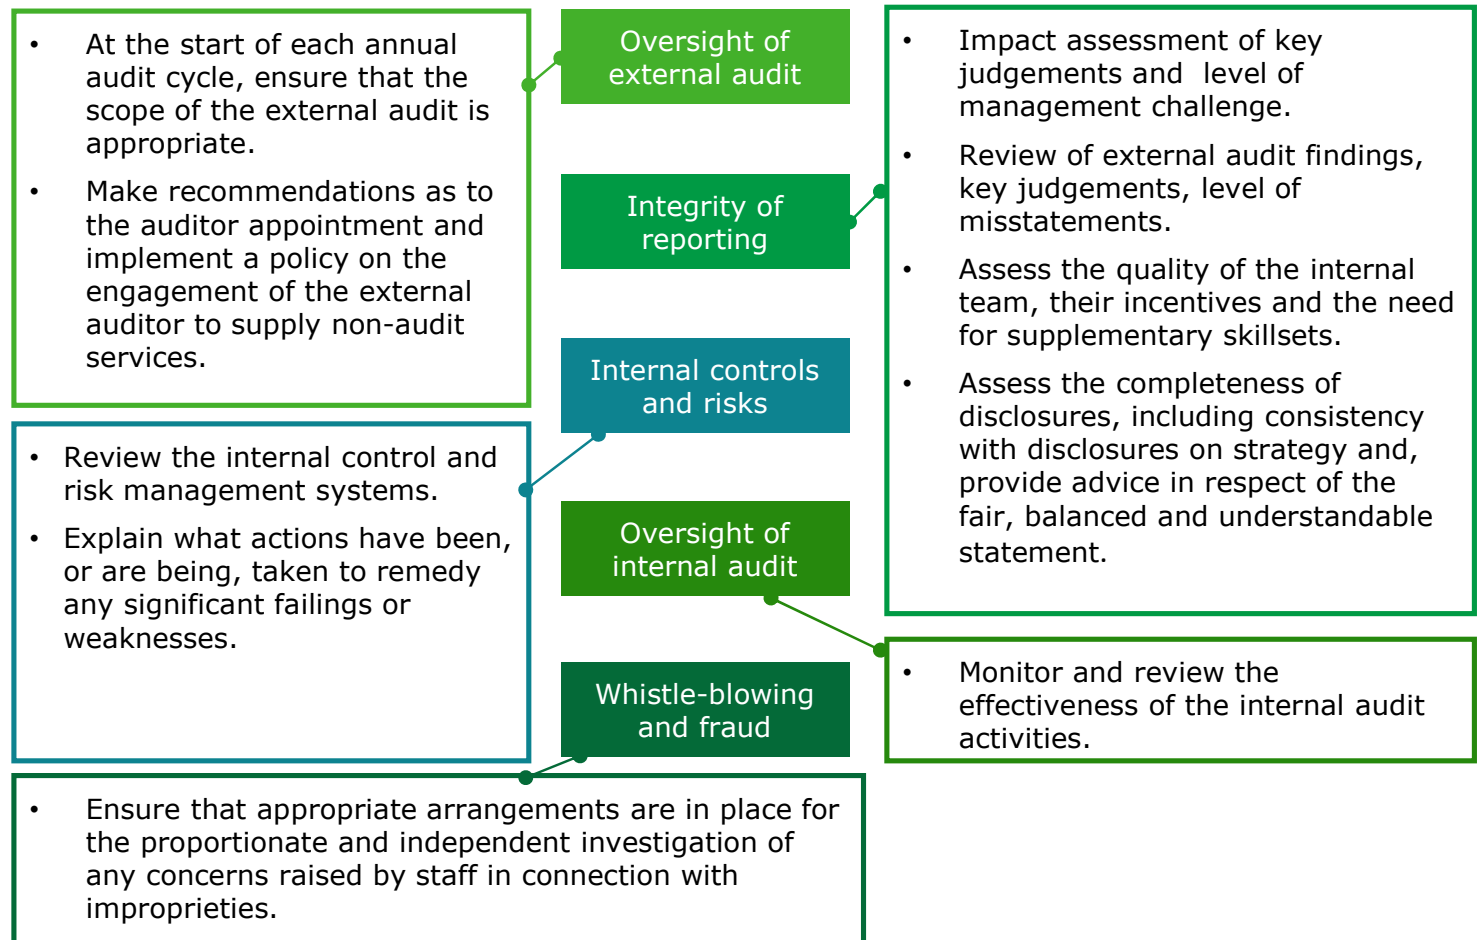 • At the start of each annual
audit cycle, ensure that the
scope of the external audit is
appropriate.
• Make recommendations as to
the auditor appointment and
implement a policy on the
engagement of the external
auditor to supply non-audit
services.
Oversight of
external audit
Integrity of
reporting
• Impact assessment of key
judgements and level of
management challenge.
• Review of external audit findings,
key judgements, level of
misstatements.
• Assess the quality of the internal
team, their incentives and the need
for supplementary skillsets.
• Assess the completeness of
disclosures, including consistency
with disclosures on strategy and,
provide advice in respect of the
fair, balanced and understandable
statement.
Internal controls
and risks
• Review the internal control and
risk management systems.
• Explain what actions have been,
or are being, taken to remedy
any significant failings or
weaknesses.
Oversight of
internal audit
• Monitor and review the
effectiveness of the internal audit
activities.
Whistle-blowing
and fraud
• Ensure that appropriate arrangements are in place for
the proportionate and independent investigation of
any concerns raised by staff in connection with
improprieties.